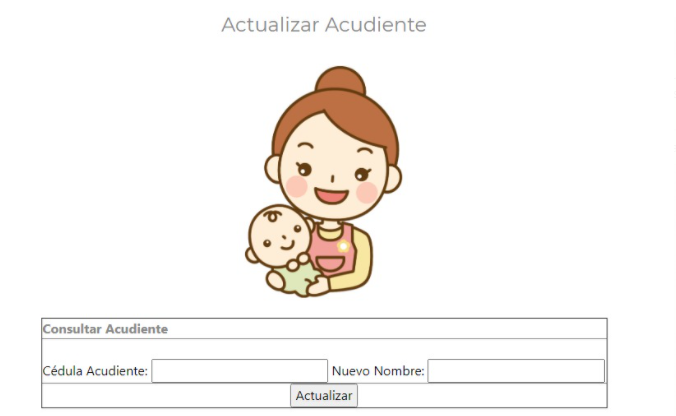 Actualizar Acudiente
Consultar Acudiente
Cédula Acudiente: Nuevo Nombre:
Actualizar